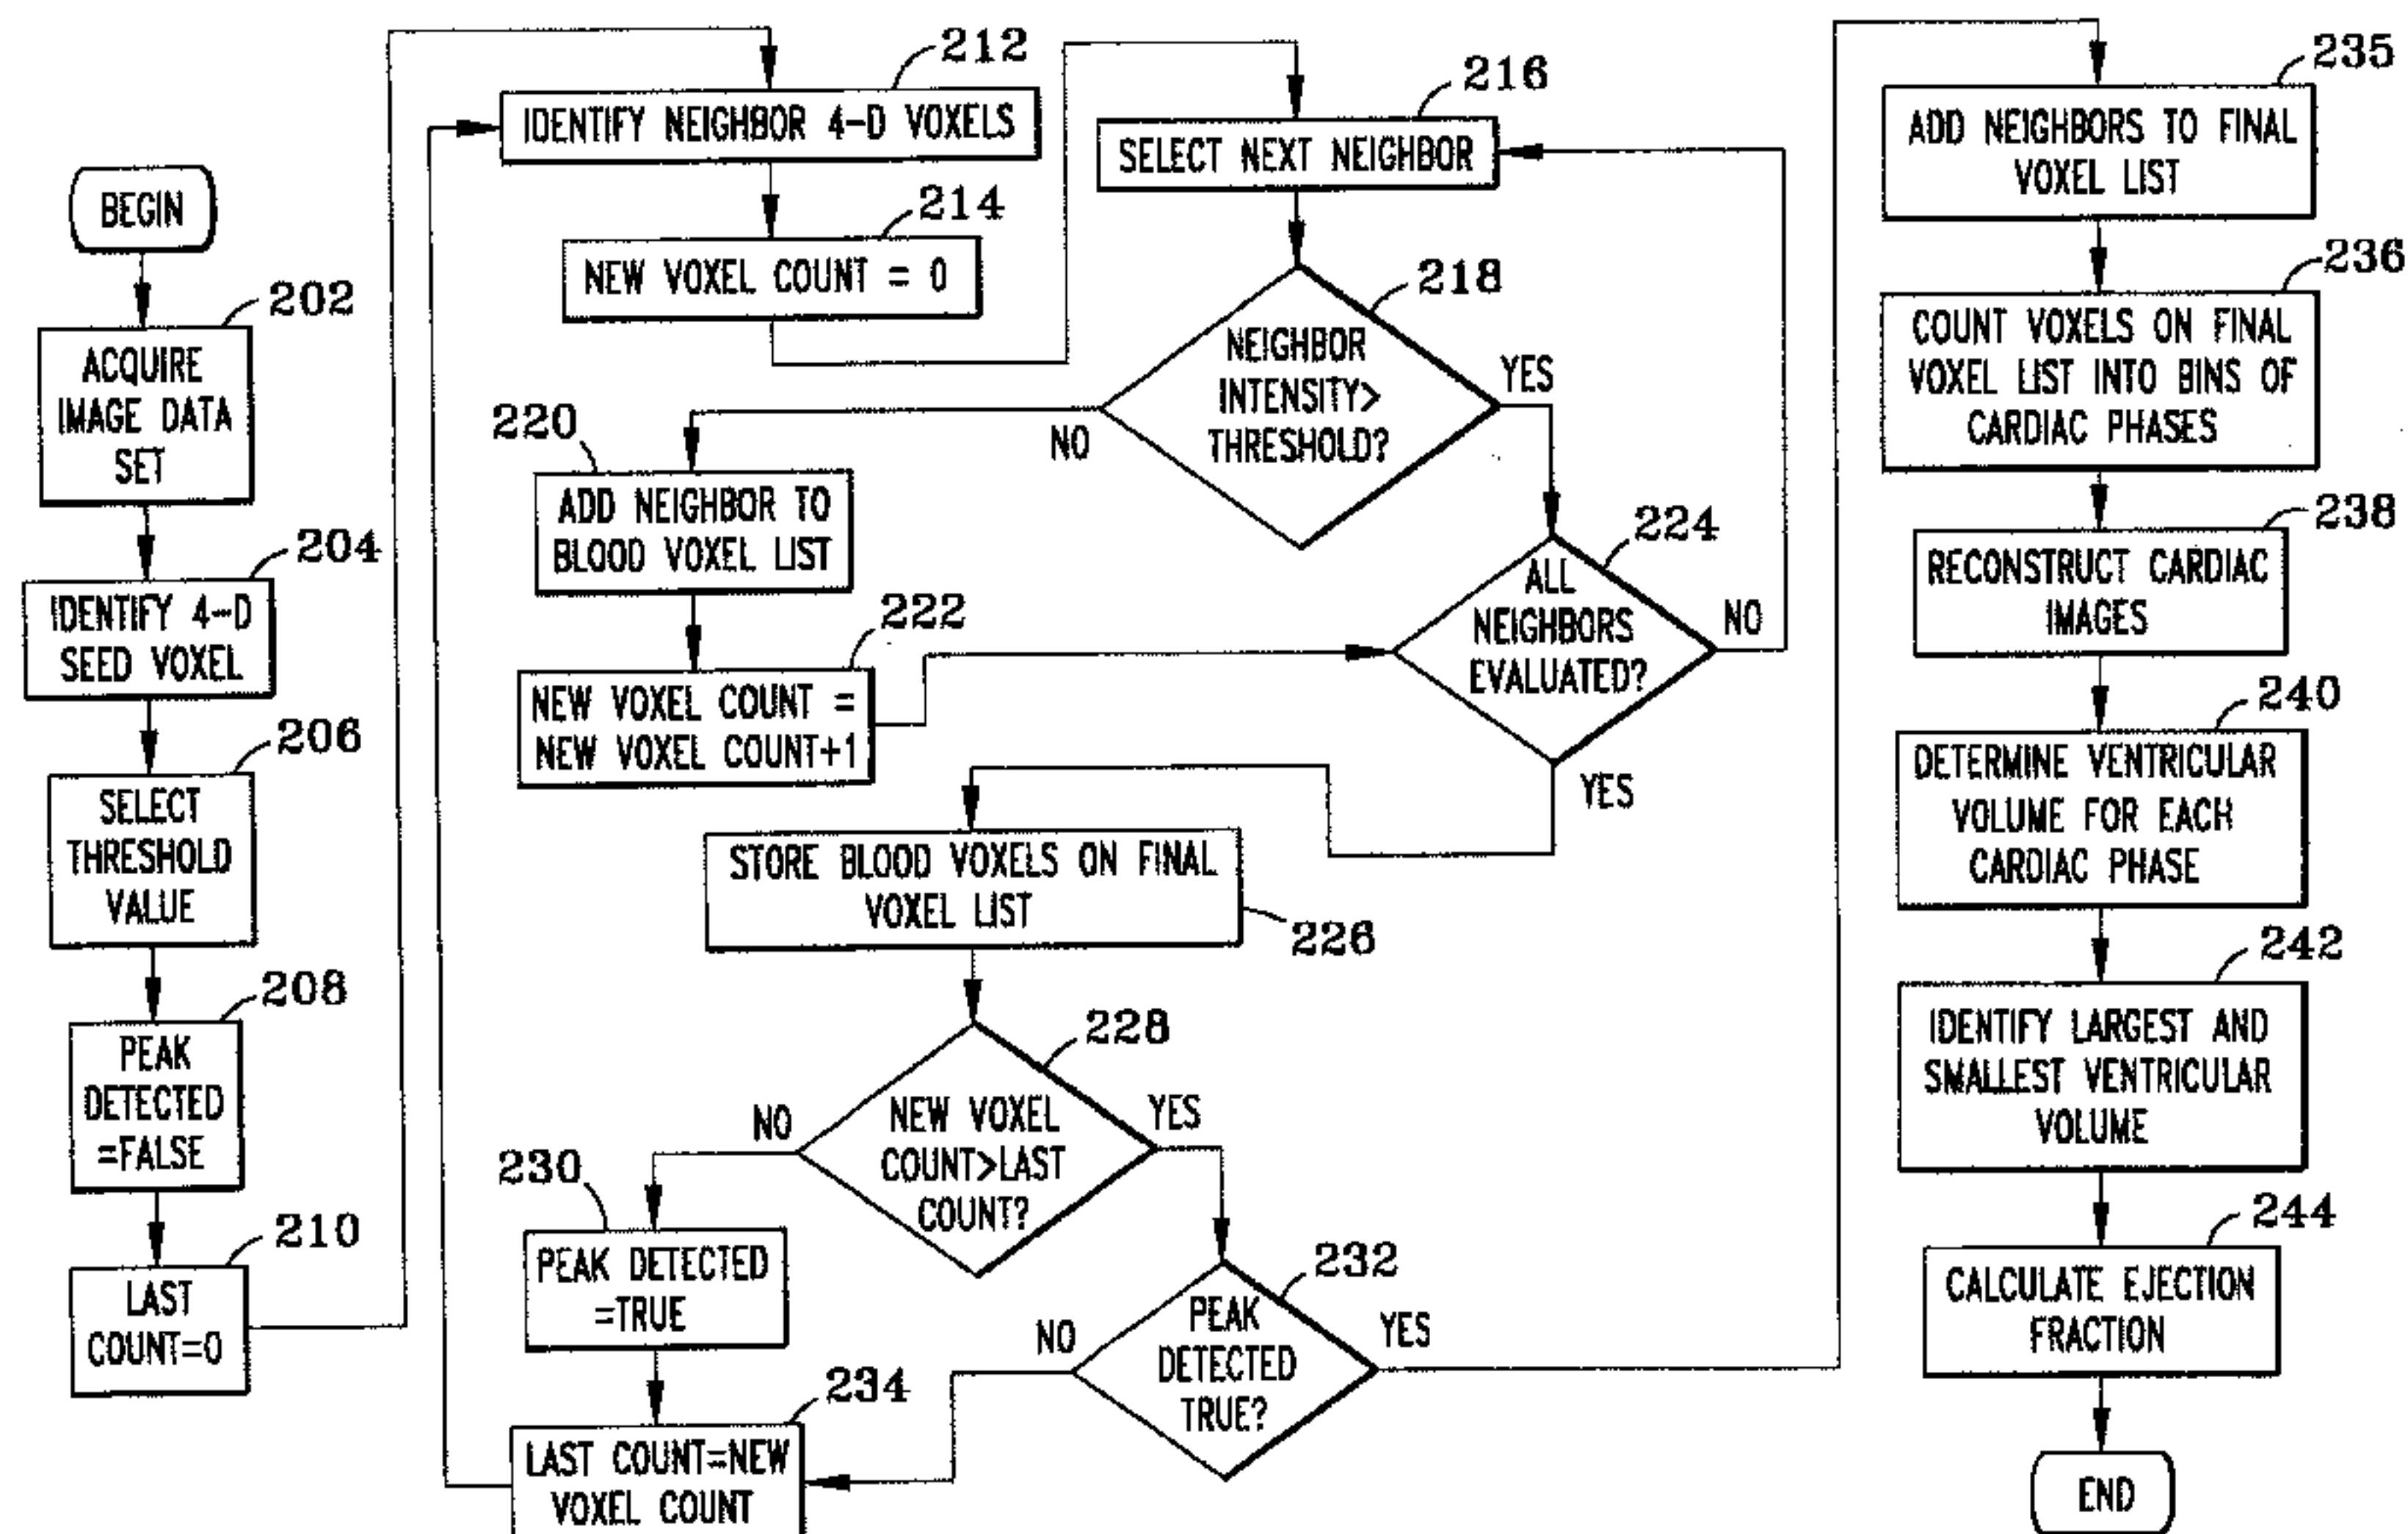 BEGIN
202
ACQUIRE
IMAGE DATA
SET
204
IDENTIFY 4-D
SEED VOXEL
206
SELECT
THRESHOLD
VALUE
208
PEAK
DETECTED
=FALSE
210
LAST
COUNT=0
212
IDENTIFY NEIGHBOR 4-D VOXELS
214
NEW VOXEL COUNT = 0
216
SELECT NEXT NEIGHBOR
218
NEIGHBOR
INTENSITY>
THRESHOLD?
YES
NO
220
ADD NEIGHBOR TO
BLOOD VOXEL LIST
222
NEW VOXEL COUNT =
NEW VOXEL COUNT+1
224
ALL
NEIGHBORS
EVALUATED?
NO
YES
STORE BLOOD VOXELS ON FINAL
VOXEL LIST
226
228
NEW VOXEL
COUNT>LAST
COUNT?
NO
YES
230
PEAK DETECTED
=TRUE
232
PEAK
DETECTED
TRUE?
NO
YES
234
LAST COUNT=NEW
VOXEL COUNT
235
ADD NEIGHBORS TO FINAL
VOXEL LIST
236
COUNT VOXELS ON FINAL
VOXEL LIST INTO BINS OF
CARDIAC PHASES
238
RECONSTRUCT CARDIAC
IMAGES
240
DETERMINE VENTRICULAR
VOLUME FOR EACH
CARDIAC PHASE
242
IDENTIFY LARGEST AND
SMALLEST VENTRICULAR
VOLUME
244
CALCULATE EJECTION
FRACTION
END